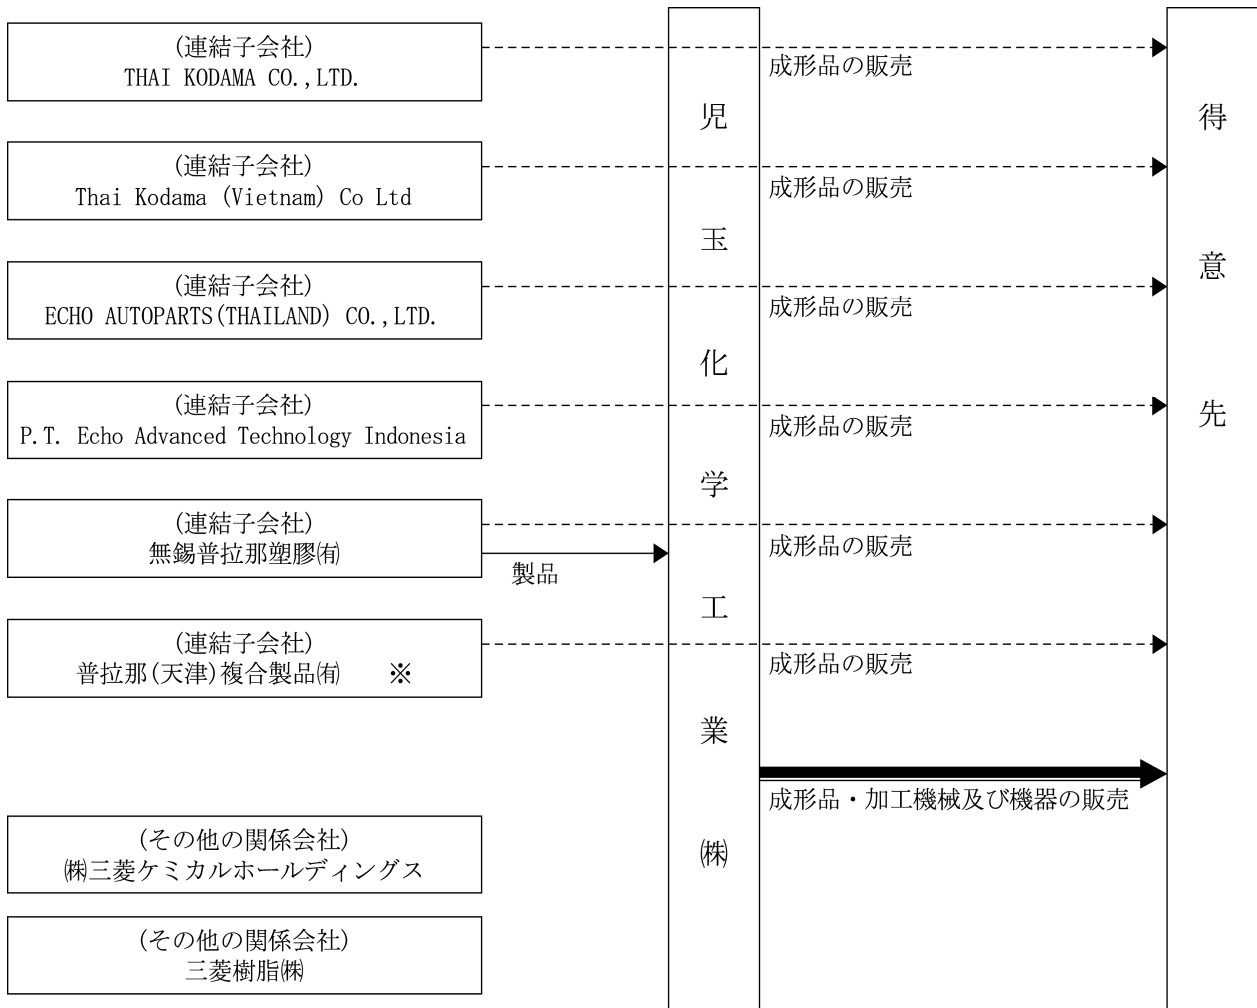 (連結子会社)
THAI KODAMA CO.,LTD.
成形品の販売
(連結子会社)
Thai Kodama (Vietnam) Co Ltd
成形品の販売
(連結子会社)
ECHO AUTOPARTS(THAILAND) CO.,LTD.
成形品の販売
(連結子会社)
P.T. Echo Advanced Technology Indonesia
成形品の販売
(連結子会社)
無錫普拉那塑膠㈲
成形品の販売
製品
(連結子会社)
普拉那(天津)複合製品㈲ ※
成形品の販売
成形品・加工機械及び機器の販売
(その他の関係会社)
㈱三菱ケミカルホールディングス
(その他の関係会社)
三菱樹脂㈱
児玉化学工業㈱
得意先